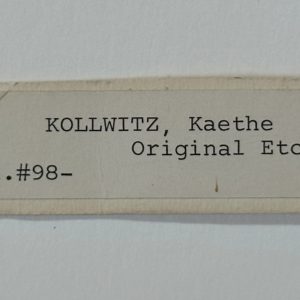 KOLLWITZ, Kaethe
Original Etc
.#98-